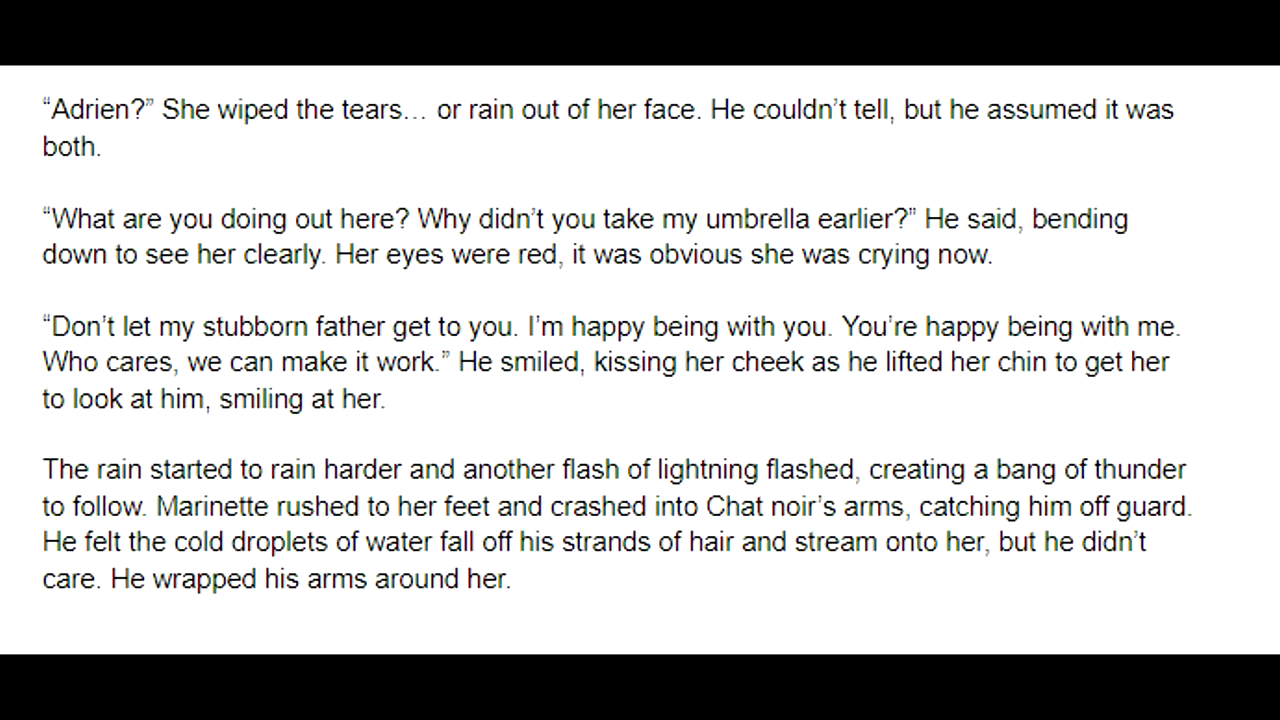 “Adrien?” She wiped the tears… or rain out of her face. He couldn’t tell, but he assumed it was
both.
“What are you doing out here? Why didn’t you take my umbrella earlier?” He said, bending
down to see her clearly. Her eyes were red, it was obvious she was crying now.
“Don’t let my stubborn father get to you. I’m happy being with you. You’re happy being with me.
Who cares, we can make it work.” He smiled, kissing her cheek as he lifted her chin to get her
to look at him, smiling at her.
The rain started to rain harder and another flash of lightning flashed, creating a bang of thunder
to follow. Marinette rushed to her feet and crashed into Chat noir’s arms, catching him off guard.
He felt the cold droplets of water fall off his strands of hair and stream onto her, but he didn’t
care. He wrapped his arms around her.